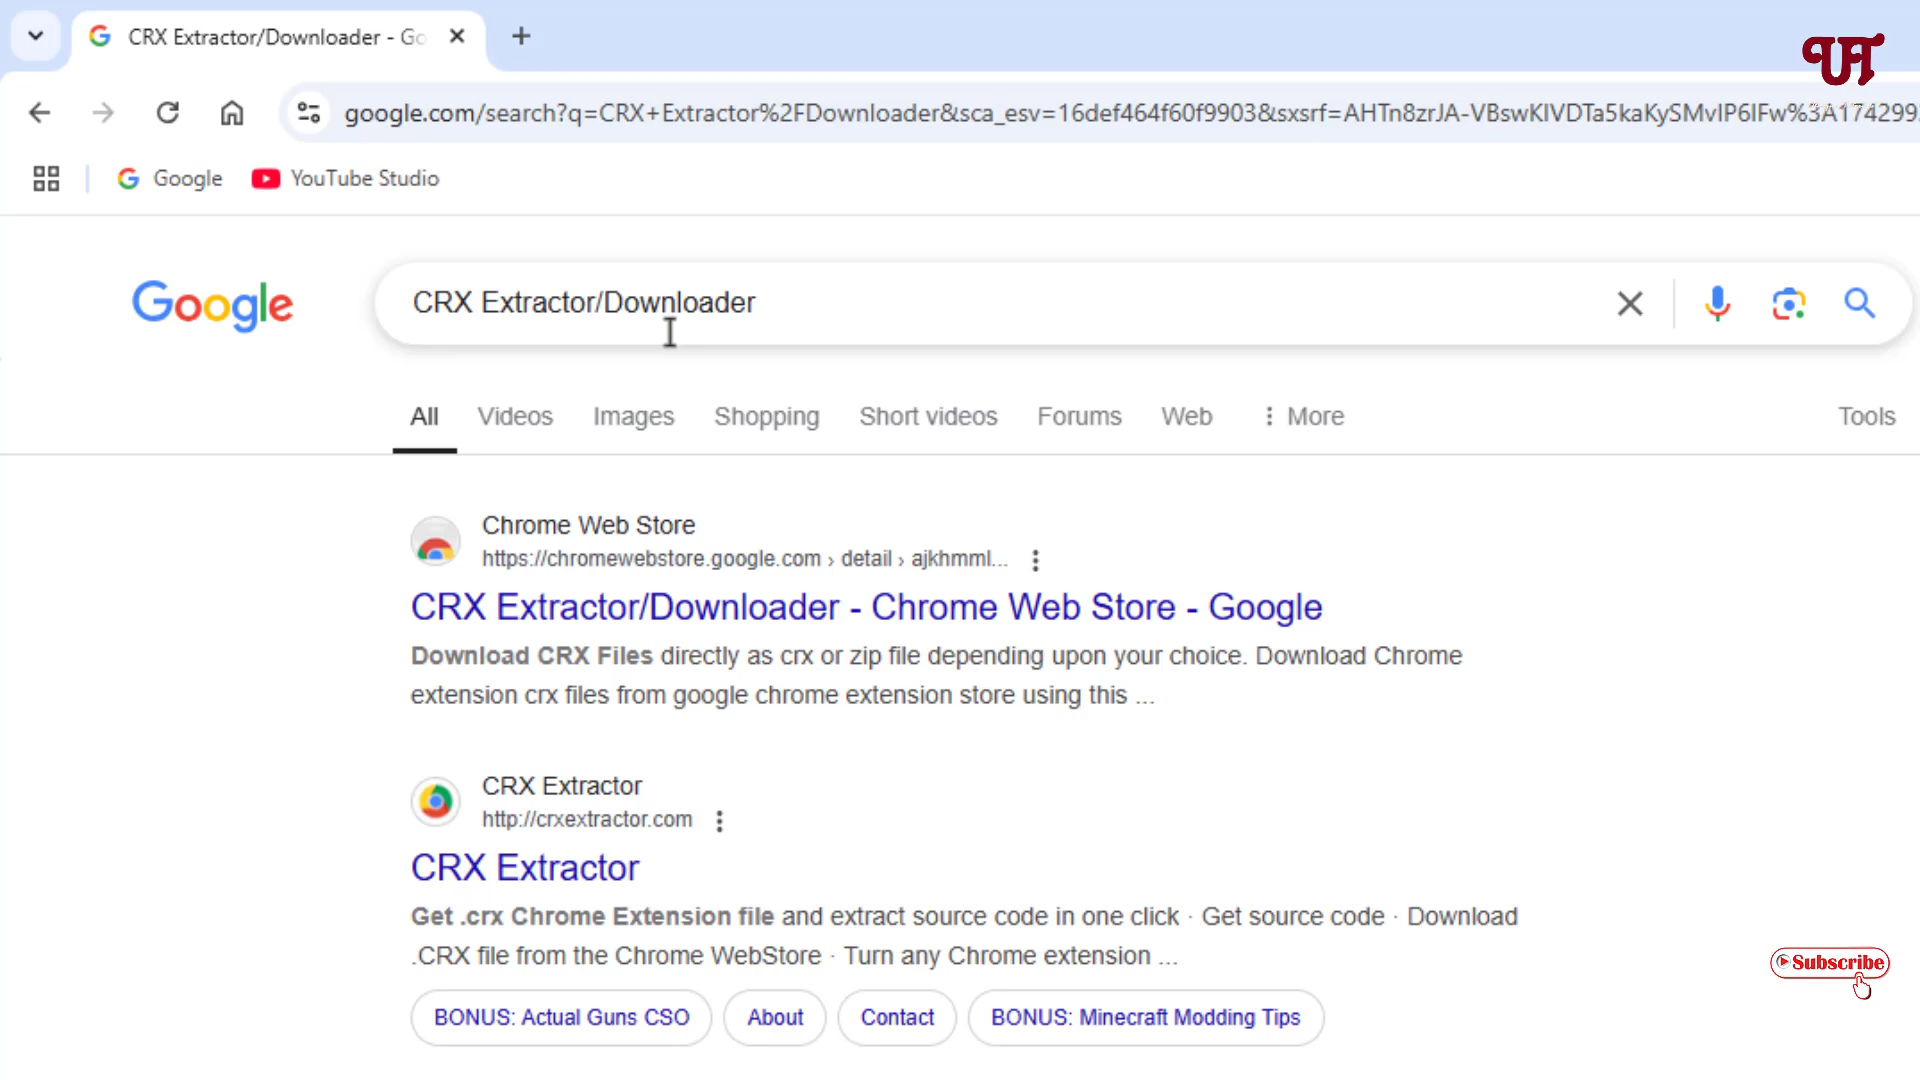 CRX Extractor/Downloader - Go
google.com/search?q=CRX+Extractor%2FDownloader&sca_esv=16def464f60f9903&sxsrf=AHTn8zrJA-VBswKIVDTa5kaKySMvIP6IFw%3A174299
Google
YouTube Studio
Google
CRX Extractor/Downloader
All
Videos
Images
Shopping
Short videos
Forums
Web
More
Tools
Chrome Web Store
https://chromewebstore.google.com › detail › ajkhmml...
CRX Extractor/Downloader - Chrome Web Store - Google
Download CRX Files directly as crx or zip file depending upon your choice. Download Chrome
extension crx files from google chrome extension store using this ...
CRX Extractor
http://crxextractor.com
CRX Extractor
Get .crx Chrome Extension file and extract source code in one click · Get source code · Download
.CRX file from the Chrome WebStore · Turn any Chrome extension ...
Subscribe
BONUS: Actual Guns CSO
About
Contact
BONUS: Minecraft Modding Tips